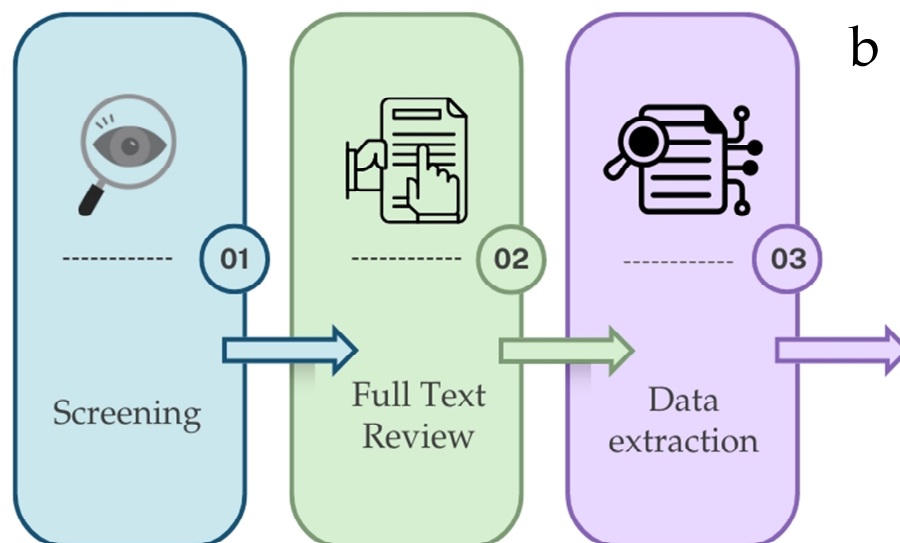 b
01
02
03
Screening
Full Text
Review
Data
extraction